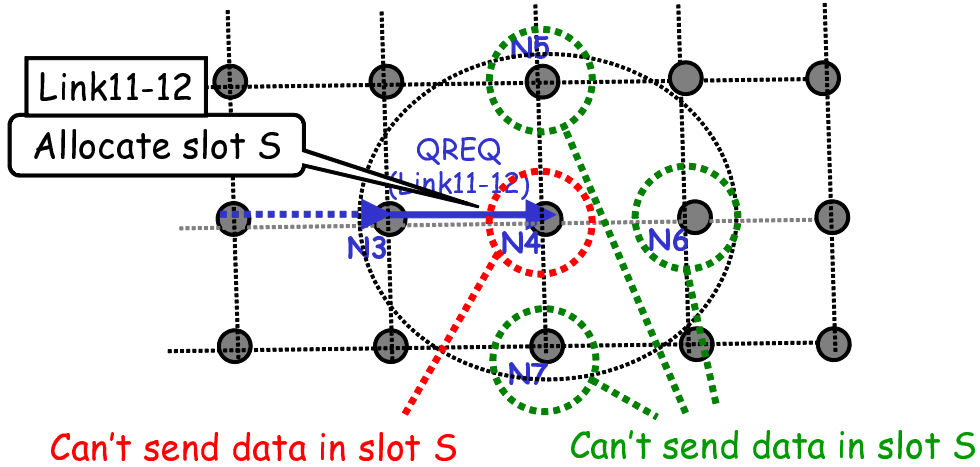 N5
Link11-12
Allocate slot S
QREQ
(Link11-12)
N3
N4
N6
N7
Can't send data in slot S
Can't send data in slot S